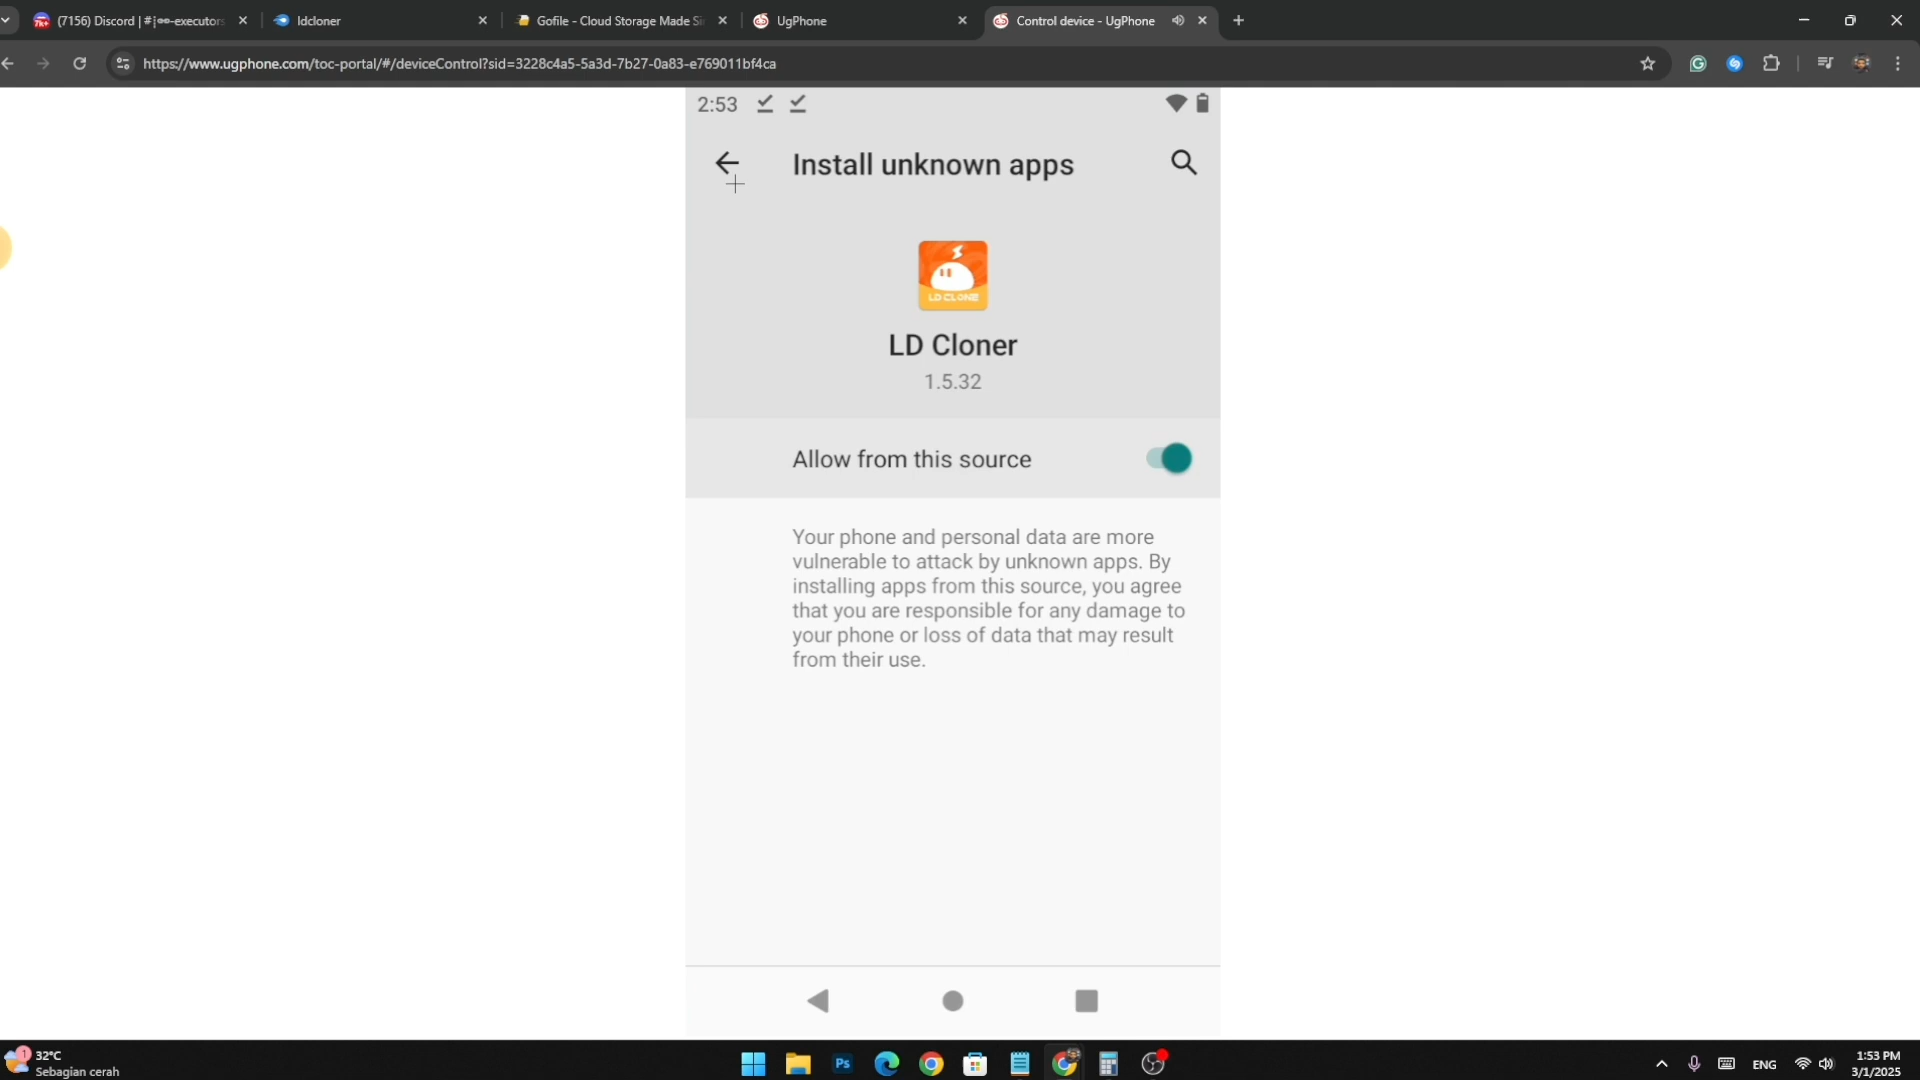 (7156) Discord | #
ldcloner
Gofile - Cloud Storage Made Si
UgPhone
Control device - UgPhone
https://www.ugphone.com/toc-portal/#/deviceControl?sid=3228c4a5-5a3d-7b27-0a83-e769011bf4ca
2:53
Install unknown apps
LD CLONE
LD Cloner
1.5.32
Allow from this source
Your phone and personal data are more
vulnerable to attack by unknown apps. By
installing apps from this source, you agree
that you are responsible for any damage to
your phone or loss of data that may result
from their use.
1
32°C
Sebagian cerah
Ps
ENG
1:53 PM
3/1/2025